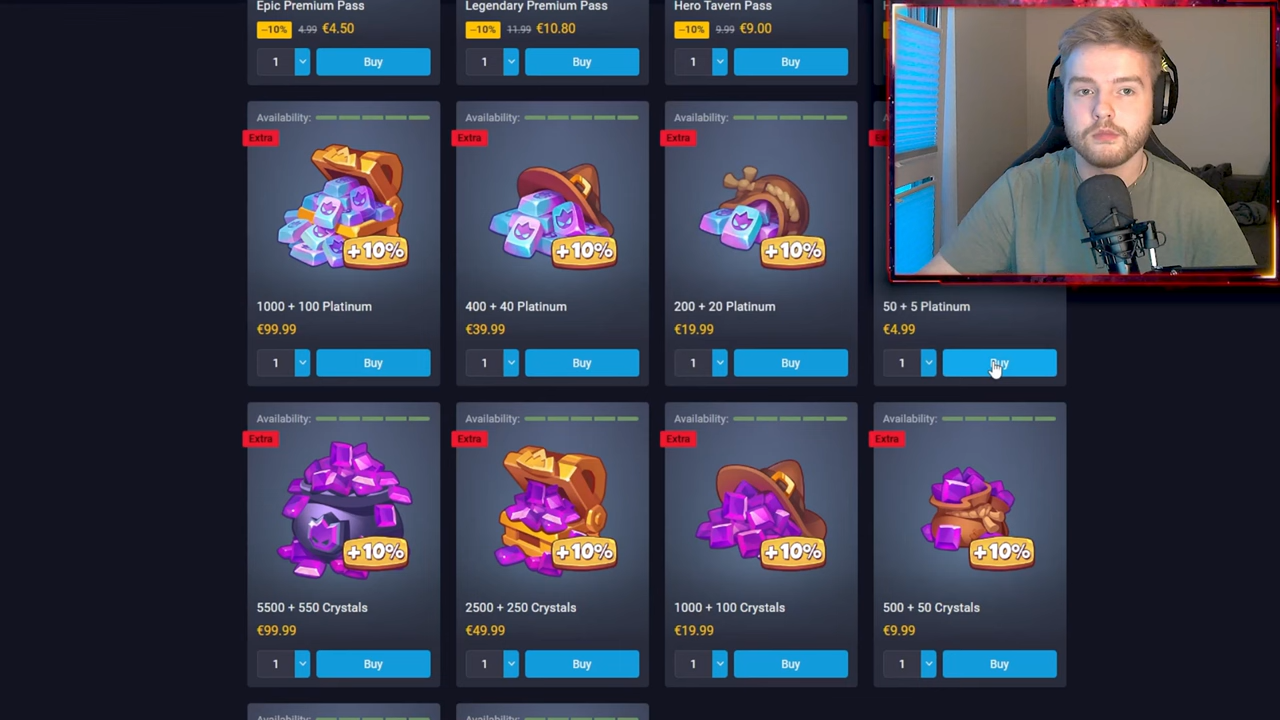 Epic Premium Pass
-10% 4.99 €4.50
1 Buy
Legendary Premium Pass
-10% 11.99 €10.80
1 Buy
Hero Tavern Pass
-10% 9.99 €9.00
1 Buy
Availability:
Extra
+10%
1000 + 100 Platinum
€99.99
1 Buy
Availability:
Extra
+10%
400 + 40 Platinum
€39.99
1 Buy
Availability:
Extra
+10%
200 + 20 Platinum
€19.99
1 Buy
50 + 5 Platinum
€4.99
1 Buy
Availability:
Extra
+10%
5500 + 550 Crystals
€99.99
1 Buy
Availability:
Extra
+10%
2500 + 250 Crystals
€49.99
1 Buy
Availability:
Extra
+10%
1000 + 100 Crystals
€19.99
1 Buy
Availability:
Extra
+10%
500 + 50 Crystals
€9.99
1 Buy
Availability:
Availability: